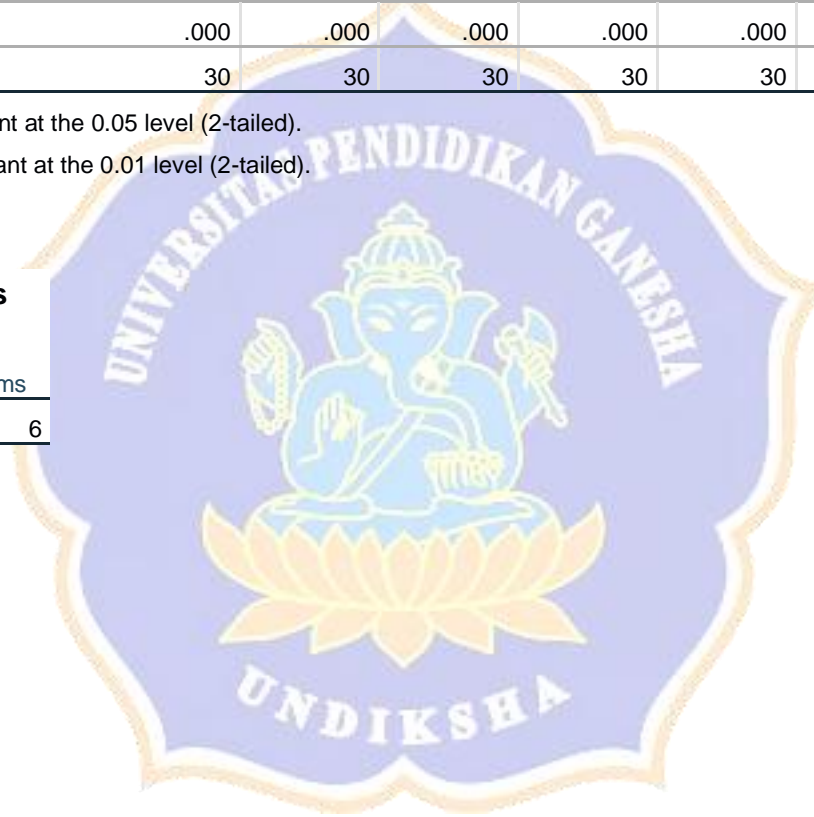 .000 .000 .000 .000 .000
30 30 30 30 30
nt at the 0.05 level (2-tailed).
ant at the 0.01 level (2-tailed).
UNIVERSITAS PENDIDIKAN GANESHA
s
ms
6
UNDIKSHA